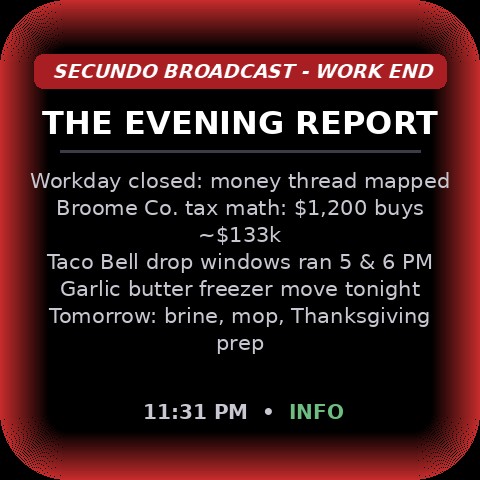 SECUNDO BROADCAST - WORK END
THE EVENING REPORT
Workday closed: money thread mapped
Broome Co. tax math: $1,200 buys
~$133k
Taco Bell drop windows ran 5 & 6 PM
Garlic butter freezer move tonight
Tomorrow: brine, mop, Thanksgiving
prep
11:31 PM • INFO